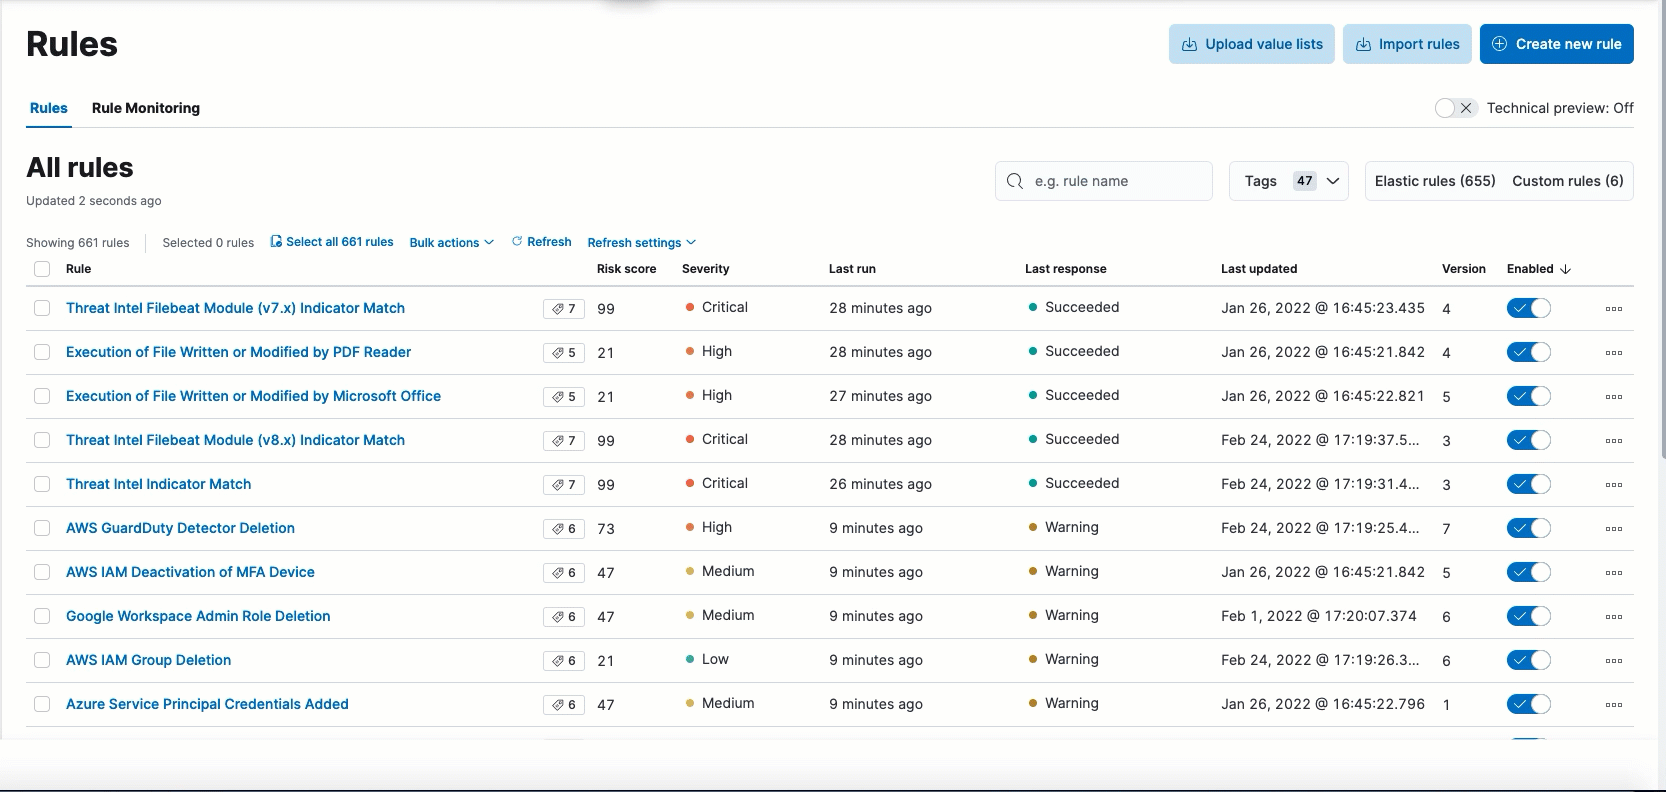 Rules
Upload value lists
Import rules
Create new rule
Rules Rule Monitoring
Technical preview: Off
All rules
Updated 2 seconds ago
e.g. rule name
Tags 47
Elastic rules (655) Custom rules (6)
Showing 661 rules Selected 0 rules Select all 661 rules Bulk actions Refresh Refresh settings
Rule Risk score Severity Last run Last response Last updated Version Enabled
Threat Intel Filebeat Module (v7.x) Indicator Match 7 99 Critical 28 minutes ago Succeeded Jan 26, 2022 @ 16:45:23.435 4
Execution of File Written or Modified by PDF Reader 5 21 High 28 minutes ago Succeeded Jan 26, 2022 @ 16:45:21.842 4
Execution of File Written or Modified by Microsoft Office 5 21 High 27 minutes ago Succeeded Jan 26, 2022 @ 16:45:22.821 5
Threat Intel Filebeat Module (v8.x) Indicator Match 7 99 Critical 28 minutes ago Succeeded Feb 24, 2022 @ 17:19:37.5... 3
Threat Intel Indicator Match 7 99 Critical 26 minutes ago Succeeded Feb 24, 2022 @ 17:19:31.4... 3
AWS GuardDuty Detector Deletion 6 73 High 9 minutes ago Warning Feb 24, 2022 @ 17:19:25.4... 7
AWS IAM Deactivation of MFA Device 6 47 Medium 9 minutes ago Warning Jan 26, 2022 @ 16:45:21.842 5
Google Workspace Admin Role Deletion 6 47 Medium 9 minutes ago Warning Feb 1, 2022 @ 17:20:07.374 6
AWS IAM Group Deletion 6 21 Low 9 minutes ago Warning Feb 24, 2022 @ 17:19:26.3... 6
Azure Service Principal Credentials Added 6 47 Medium 9 minutes ago Warning Jan 26, 2022 @ 16:45:22.796 1